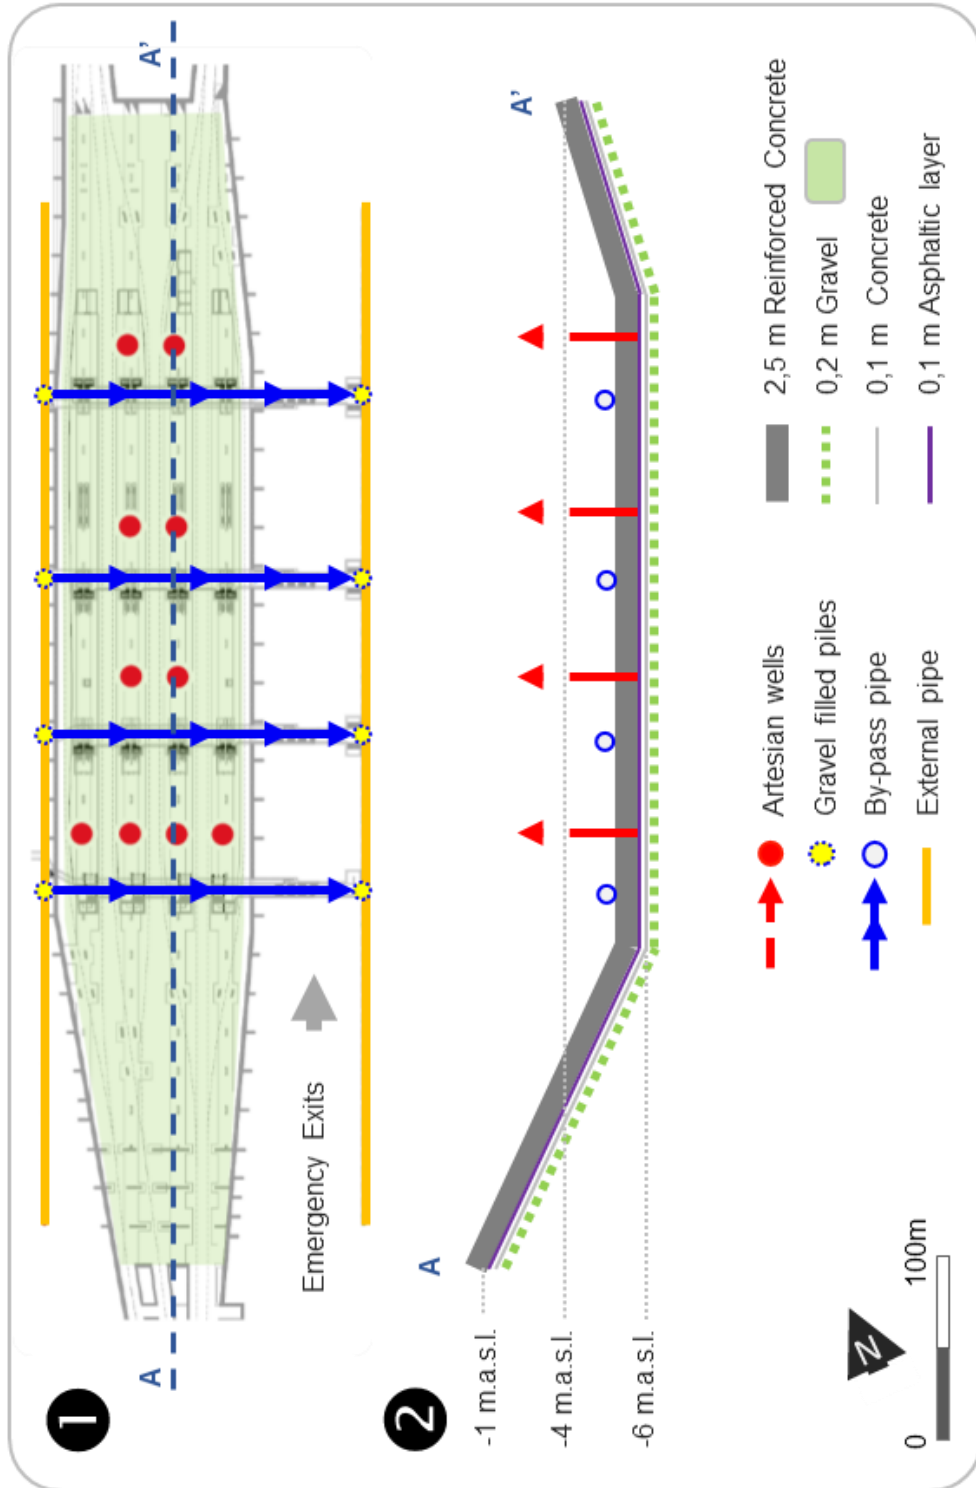 1
A
A'
Emergency Exits
2
A
A'
-1 m.a.s.l.
-4 m.a.s.l.
-6 m.a.s.l.
N
0
100m
Artesian wells
Gravel filled piles
By-pass pipe
External pipe
2,5 m Reinforced Concrete
0,2 m Gravel
0,1 m Concrete
0,1 m Asphaltic layer